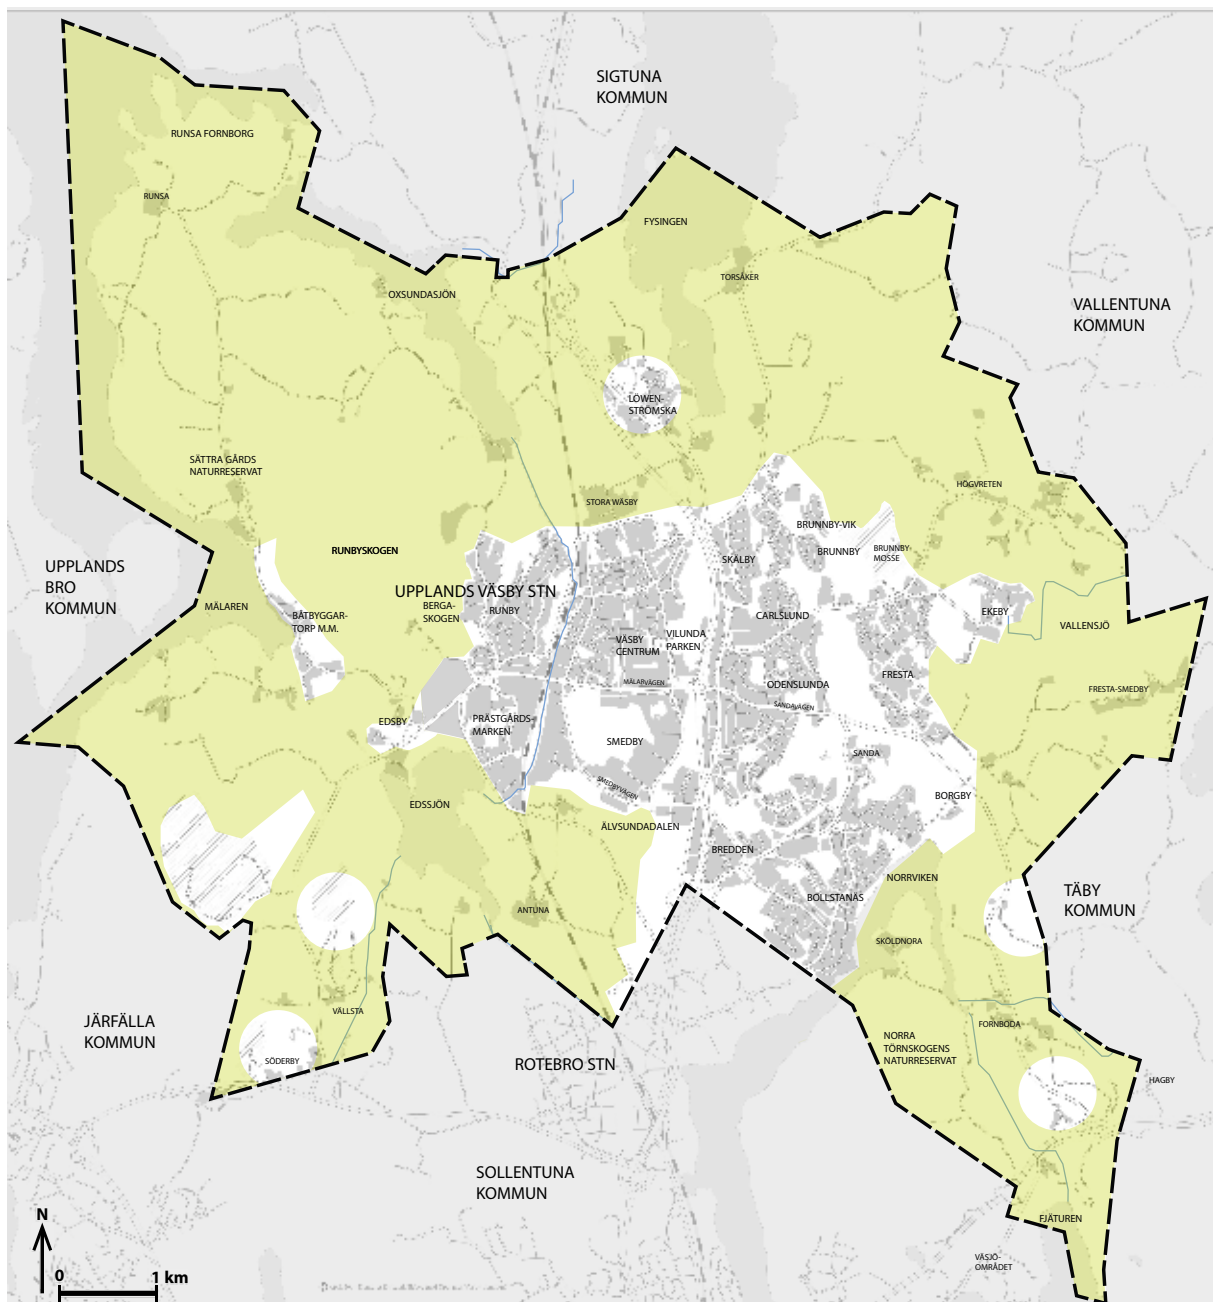 SIGTUNA
KOMMUN
RUNSA FORNBORG
RUNSA
FYSINGEN
TORSÅKER
OXSUNDASJÖN
VALLENTUNA
KOMMUN
LÖWEN-
STRÖMSKA
SÄTTRA GÅRDS
NATURRESERVAT
HÖGVRETEN
STORA WÄSBY
BRUNNBY-VIK
RUNBYSKOGEN
SKÄLBY
BRUNNBY
BRUNNBY
MOSSE
UPPLANDS
BRO
KOMMUN
UPPLANDS VÄSBY STN
MÄLAREN
BÅTBYGGAR-
TORP M.M.
BERGA-
SKOGEN
RUNBY
CARLSLUND
EKEBY
VALLENSJÖ
VÄSBY
CENTRUM
VILUNDA
PARKEN
FRESTA
MÄLARVÄGEN
ODENSLUNDA
FRESTA-SMEDBY
SANDAVÄGEN
EDSBY
PRÄSTGÅRDS-
MARKEN
SMEDBY
SANDA
SMEDBYVÄGEN
BORGBY
EDSSJÖN
ÄLVSUNDADALEN
BREDDEN
NORRVIKEN
BOLLSTANÄS
TÄBY
KOMMUN
ANTUNA
SKÖLDNORA
VÄLLSTA
JÄRFÄLLA
KOMMUN
FORNBODA
NORRA
TÖRNSKOGENS
NATURRESERVAT
SÖDERBY
ROTEBRO STN
HAGBY
SOLLENTUNA
KOMMUN
FJÄTUREN
VÄSJÖ-
OMRÅDET
N
0
1 km